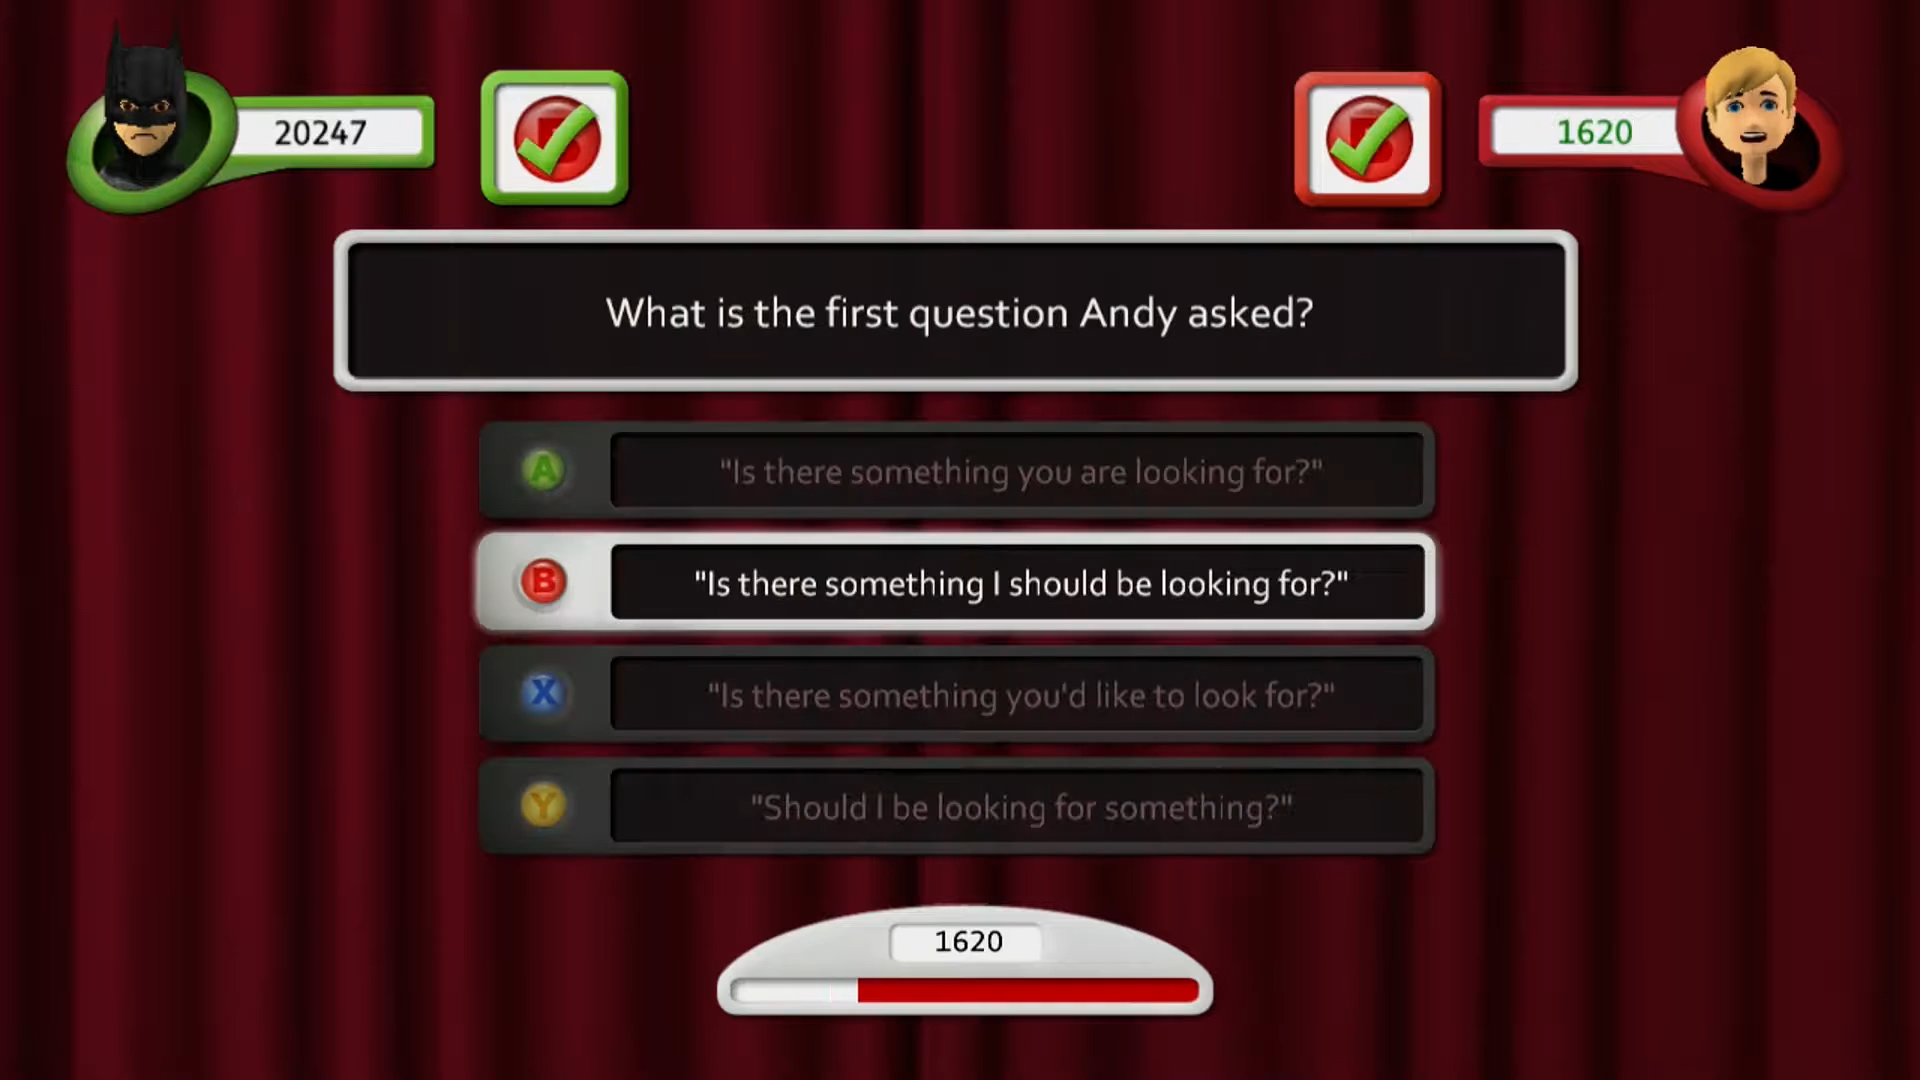 20247
1620
What is the first question Andy asked?
A "Is there something you are looking for?"
B "Is there something I should be looking for?"
X "Is there something you'd like to look for?"
Y "Should I be looking for something?"
1620